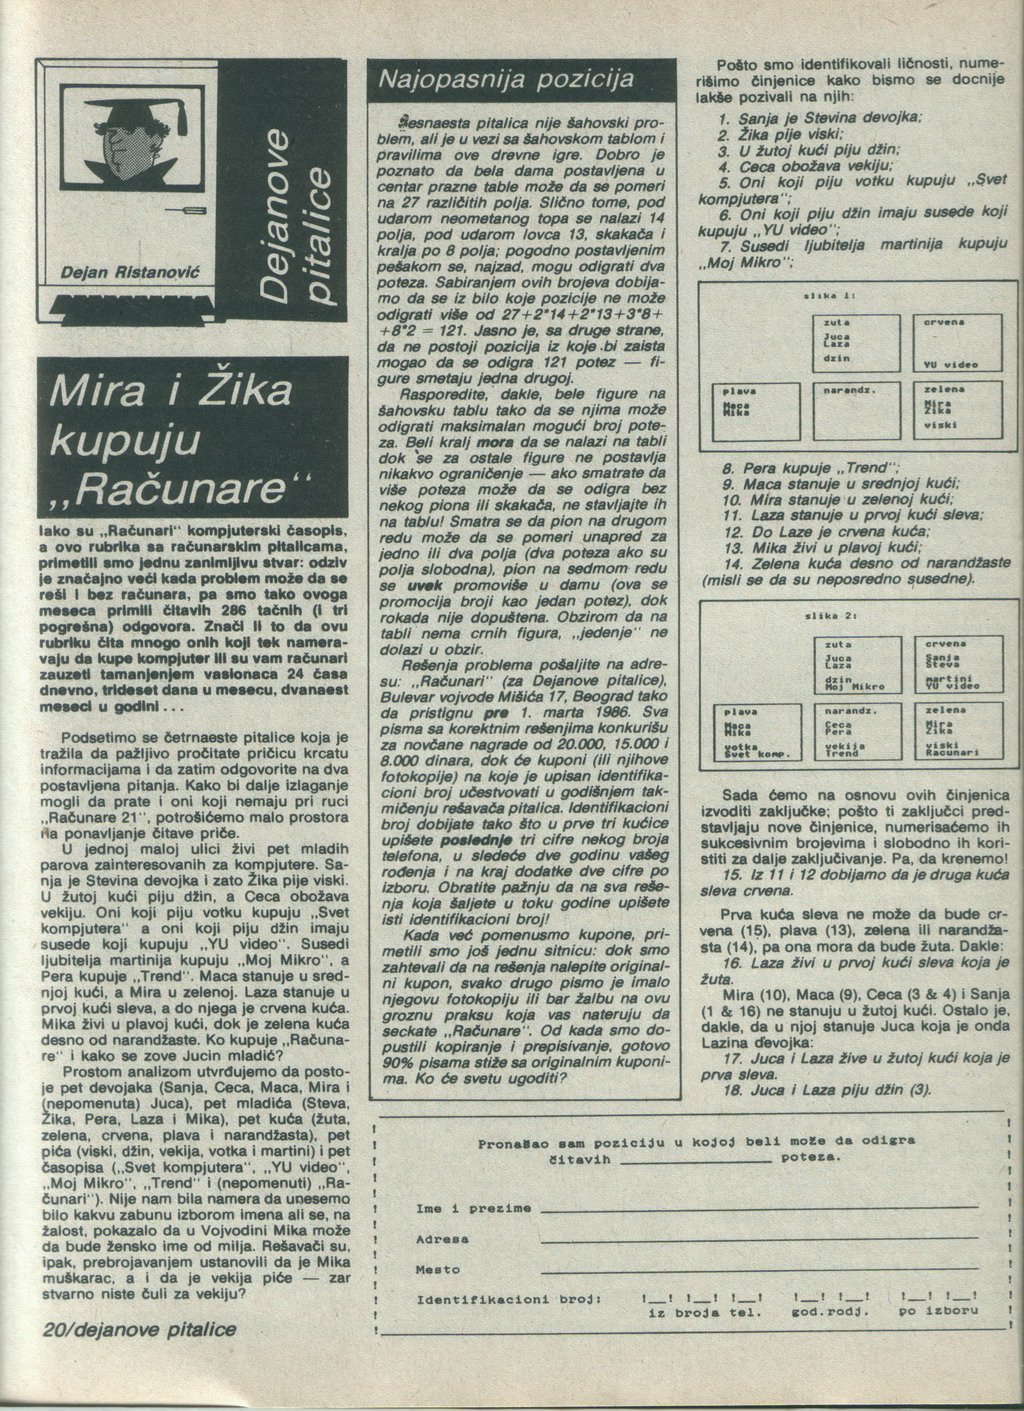 Dejan Ristanović
Dejanove
pitalice
Mira i Žika
kupuju
„Računare“
Iako su „Računari“ kompjuterski časopis,
a ovo rubrika sa računarskim pitalicama,
primetili smo jednu zanimljivu stvar: odziv
je značajno veći kada problem može da se
reši i bez računara, pa smo tako ovoga
meseca primili čitavih 286 tačnih (i tri
pogrešna) odgovora. Znači li to da ovu
rubriku čita mnogo onih koji tek namera-
vaju da kupe kompjuter ili su vam računari
zauzeti tamanjenjem vasionaca 24 časa
dnevno, trideset dana u mesecu, dvanaest
meseci u godini ...
Podsetimo se četrnaeste pitalice koja je
tražila da pažljivo pročitate pričicu krcatu
informacijama i da zatim odgovorite na dva
postavljena pitanja. Kako bi dalje izlaganje
mogli da prate i oni koji nemaju pri ruci
„Računare 21“, potrošićemo malo prostora
na ponavljanje čitave priče.
U jednoj maloj ulici živi pet mladih
parova zainteresovanih za kompjutere. Sa-
nja je Stevina devojka i zato Žika pije viski.
U žutoj kući piju džin, a Ceca obožava
vekiju. Oni koji piju votku kupuju „Svet
kompjutera“ a oni koji piju džin imaju
susede koji kupuju „YU video“. Susedi
ljubitelja martinija kupuju „Moj Mikro“, a
Pera kupuje „Trend“. Maca stanuje u sred-
njoj kući, a Mira u zelenoj. Laza stanuje u
prvoj kući sleva, a do njega je crvena kuća.
Mika živi u plavoj kući, dok je zelena kuća
desno od narandžaste. Ko kupuje „Računa-
re“ i kako se zove Jucin mladić?
Prostom analizom utvrđujemo da posto-
je pet devojaka (Sanja, Ceca, Maca, Mira i
(nepomenuta) Juca), pet mladića (Steva,
Žika, Pera, Laza i Mika), pet kuća (žuta,
zelena, crvena, plava i narandžasta), pet
pića (viski, džin, vekija, votka i martini) i pet
časopisa („Svet kompjutera“, „YU video“,
„Moj Mikro“, „Trend“ i (nepomenuti) „Ra-
čunari“). Nije nam bila namera da unesemo
bilo kakvu zabunu izborom imena ali se, na
žalost, pokazalo da u Vojvodini Mika može
da bude žensko ime od milja. Rešavači su,
ipak, prebrojavanjem ustanovili da je Mika
muškarac, a i da je vekija piće — zar
stvarno niste čuli za vekiju?
20/dejanove pitalice
Najopasnija pozicija
Šesnaesta pitalica nije šahovski pro-
blem, ali je u vezi sa šahovskom tablom i
pravilima ove drevne igre. Dobro je
poznato da bela dama postavljena u
centar prazne table može da se pomeri
na 27 različitih polja. Slično tome, pod
udarom neometanog topa se nalazi 14
polja, pod udarom lovca 13, skakača i
kralja po 8 polja; pogodno postavljenim
pešakom se, najzad, mogu odigrati dva
poteza. Sabiranjem ovih brojeva dobija-
mo da se iz bilo koje pozicije ne može
odigrati više od 27+2*14+2*13+3*8+
+8*2 = 121. Jasno je, sa druge strane,
da ne postoji pozicija iz koje bi zaista
mogao da se odigra 121 potez — fi-
gure smetaju jedna drugoj.
Rasporedite, dakle, bele figure na
šahovsku tablu tako da se njima može
odigrati maksimalan mogući broj pote-
za. Beli kralj mora da se nalazi na tabli
dok se za ostale figure ne postavlja
nikakvo ograničenje — ako smatrate da
više poteza može da se odigra bez
nekog piona ili skakača, ne stavljajte ih
na tablu! Smatra se da pion na drugom
redu može da se pomeri unapred za
jedno ili dva polja (dva poteza ako su
polja slobodna), pion na sedmom redu
se uvek promoviše u damu (ova se
promocija broji kao jedan potez), dok
rokada nije dopuštena. Obzirom da na
tabli nema crnih figura, „jedenje“ ne
dolazi u obzir.
Rešenja problema pošaljite na adre-
su: „Računari“ (za Dejanove pitalice),
Bulevar vojvode Mišića 17, Beograd tako
da pristignu pre 1. marta 1986. Sva
pisma sa korektnim rešenjima konkurišu
za novčane nagrade od 20.000, 15.000 i
8.000 dinara, dok će kuponi (ili njihove
fotokopije) na koje je upisan identifika-
cioni broj učestvovati u godišnjem tak-
mičenju rešavača pitalica. Identifikacioni
broj dobijate tako što u prve tri kućice
upišete poslednje tri cifre nekog broja
telefona, u sledeće dve godinu vašeg
rođenja i na kraj dodatke dve cifre po
izboru. Obratite pažnju da na sva reše-
nja koja šaljete u toku godine upišete
isti identifikacioni broj!
Kada već pomenusmo kupone, pri-
metili smo još jednu sitnicu: dok smo
zahtevali da na rešenja nalepite original-
ni kupon, svako drugo pismo je imalo
njegovu fotokopiju ili bar žalbu na ovu
groznu praksu koja vas nateruju da
seckate „Računare“. Od kada smo do-
pustili kopiranje i prepisivanje, gotovo
90% pisama stiže sa originalnim kuponi-
ma. Ko će svetu ugoditi?
Pošto smo identifikovali ličnosti, nume-
rišimo činjenice kako bismo se docnije
lakše pozivali na njih:
1. Sanja je Stevina devojka;
2. Žika pije viski;
3. U žutoj kući piju džin;
4. Ceca obožava vekiju;
5. Oni koji piju votku kupuju „Svet
kompjutera“;
6. Oni koji piju džin imaju susede koji
kupuju „YU video“;
7. Susedi ljubitelja martinija kupuju
„Moj Mikro“;
slika 1:
zuta
Juca
Laza
dzin
crvena
YU video
plava
Maca
Mika
narandz.
zelena
Mira
Zika
viski
8. Pera kupuje „Trend“;
9. Maca stanuje u srednjoj kući;
10. Mira stanuje u zelenoj kući;
11. Laza stanuje u prvoj kući sleva;
12. Do Laze je crvena kuća;
13. Mika živi u plavoj kući;
14. Zelena kuća desno od narandžaste
(misli se da su neposredno susedne).
slika 2:
zuta
Juca
Laza
dzin
Moj Mikro
crvena
Sanja
Steva
martini
YU video
plava
Maca
Mika
votka
Svet komp.
narandz.
Ceca
Pera
vekija
Trend
zelena
Mira
Zika
viski
Racunari
Sada ćemo na osnovu ovih činjenica
izvoditi zaključke; pošto ti zaključci pred-
stavljaju nove činjenice, numerisaćemo ih
sukcesivnim brojevima i slobodno ih kori-
stiti za dalje zaključivanje. Pa, da krenemo!
15. Iz 11 i 12 dobijamo da je druga kuća
sleva crvena.
Prva kuća sleva ne može da bude cr-
vena (15), plava (13), zelena ili narandža-
sta (14), pa ona mora da bude žuta. Dakle:
16. Laza živi u prvoj kući sleva koja je
žuta.
Mira (10), Maca (9), Ceca (3 & 4) i Sanja
(1 & 16) ne stanuju u žutoj kući. Ostalo je,
dakle, da u njoj stanuje Juca koja je onda
Lazina devojka:
17. Juca i Laza žive u žutoj kući koja je
prva sleva.
18. Juca i Laza piju džin (3).
Pronašao sam poziciju u kojoj beli može da odigra
čitavih ____________ poteza.
Ime i prezime
Adresa
Mesto
Identifikacioni broj: !__! !__! !__! !__! !__! !__! !__!
iz broja tel. god.rodj. po izboru